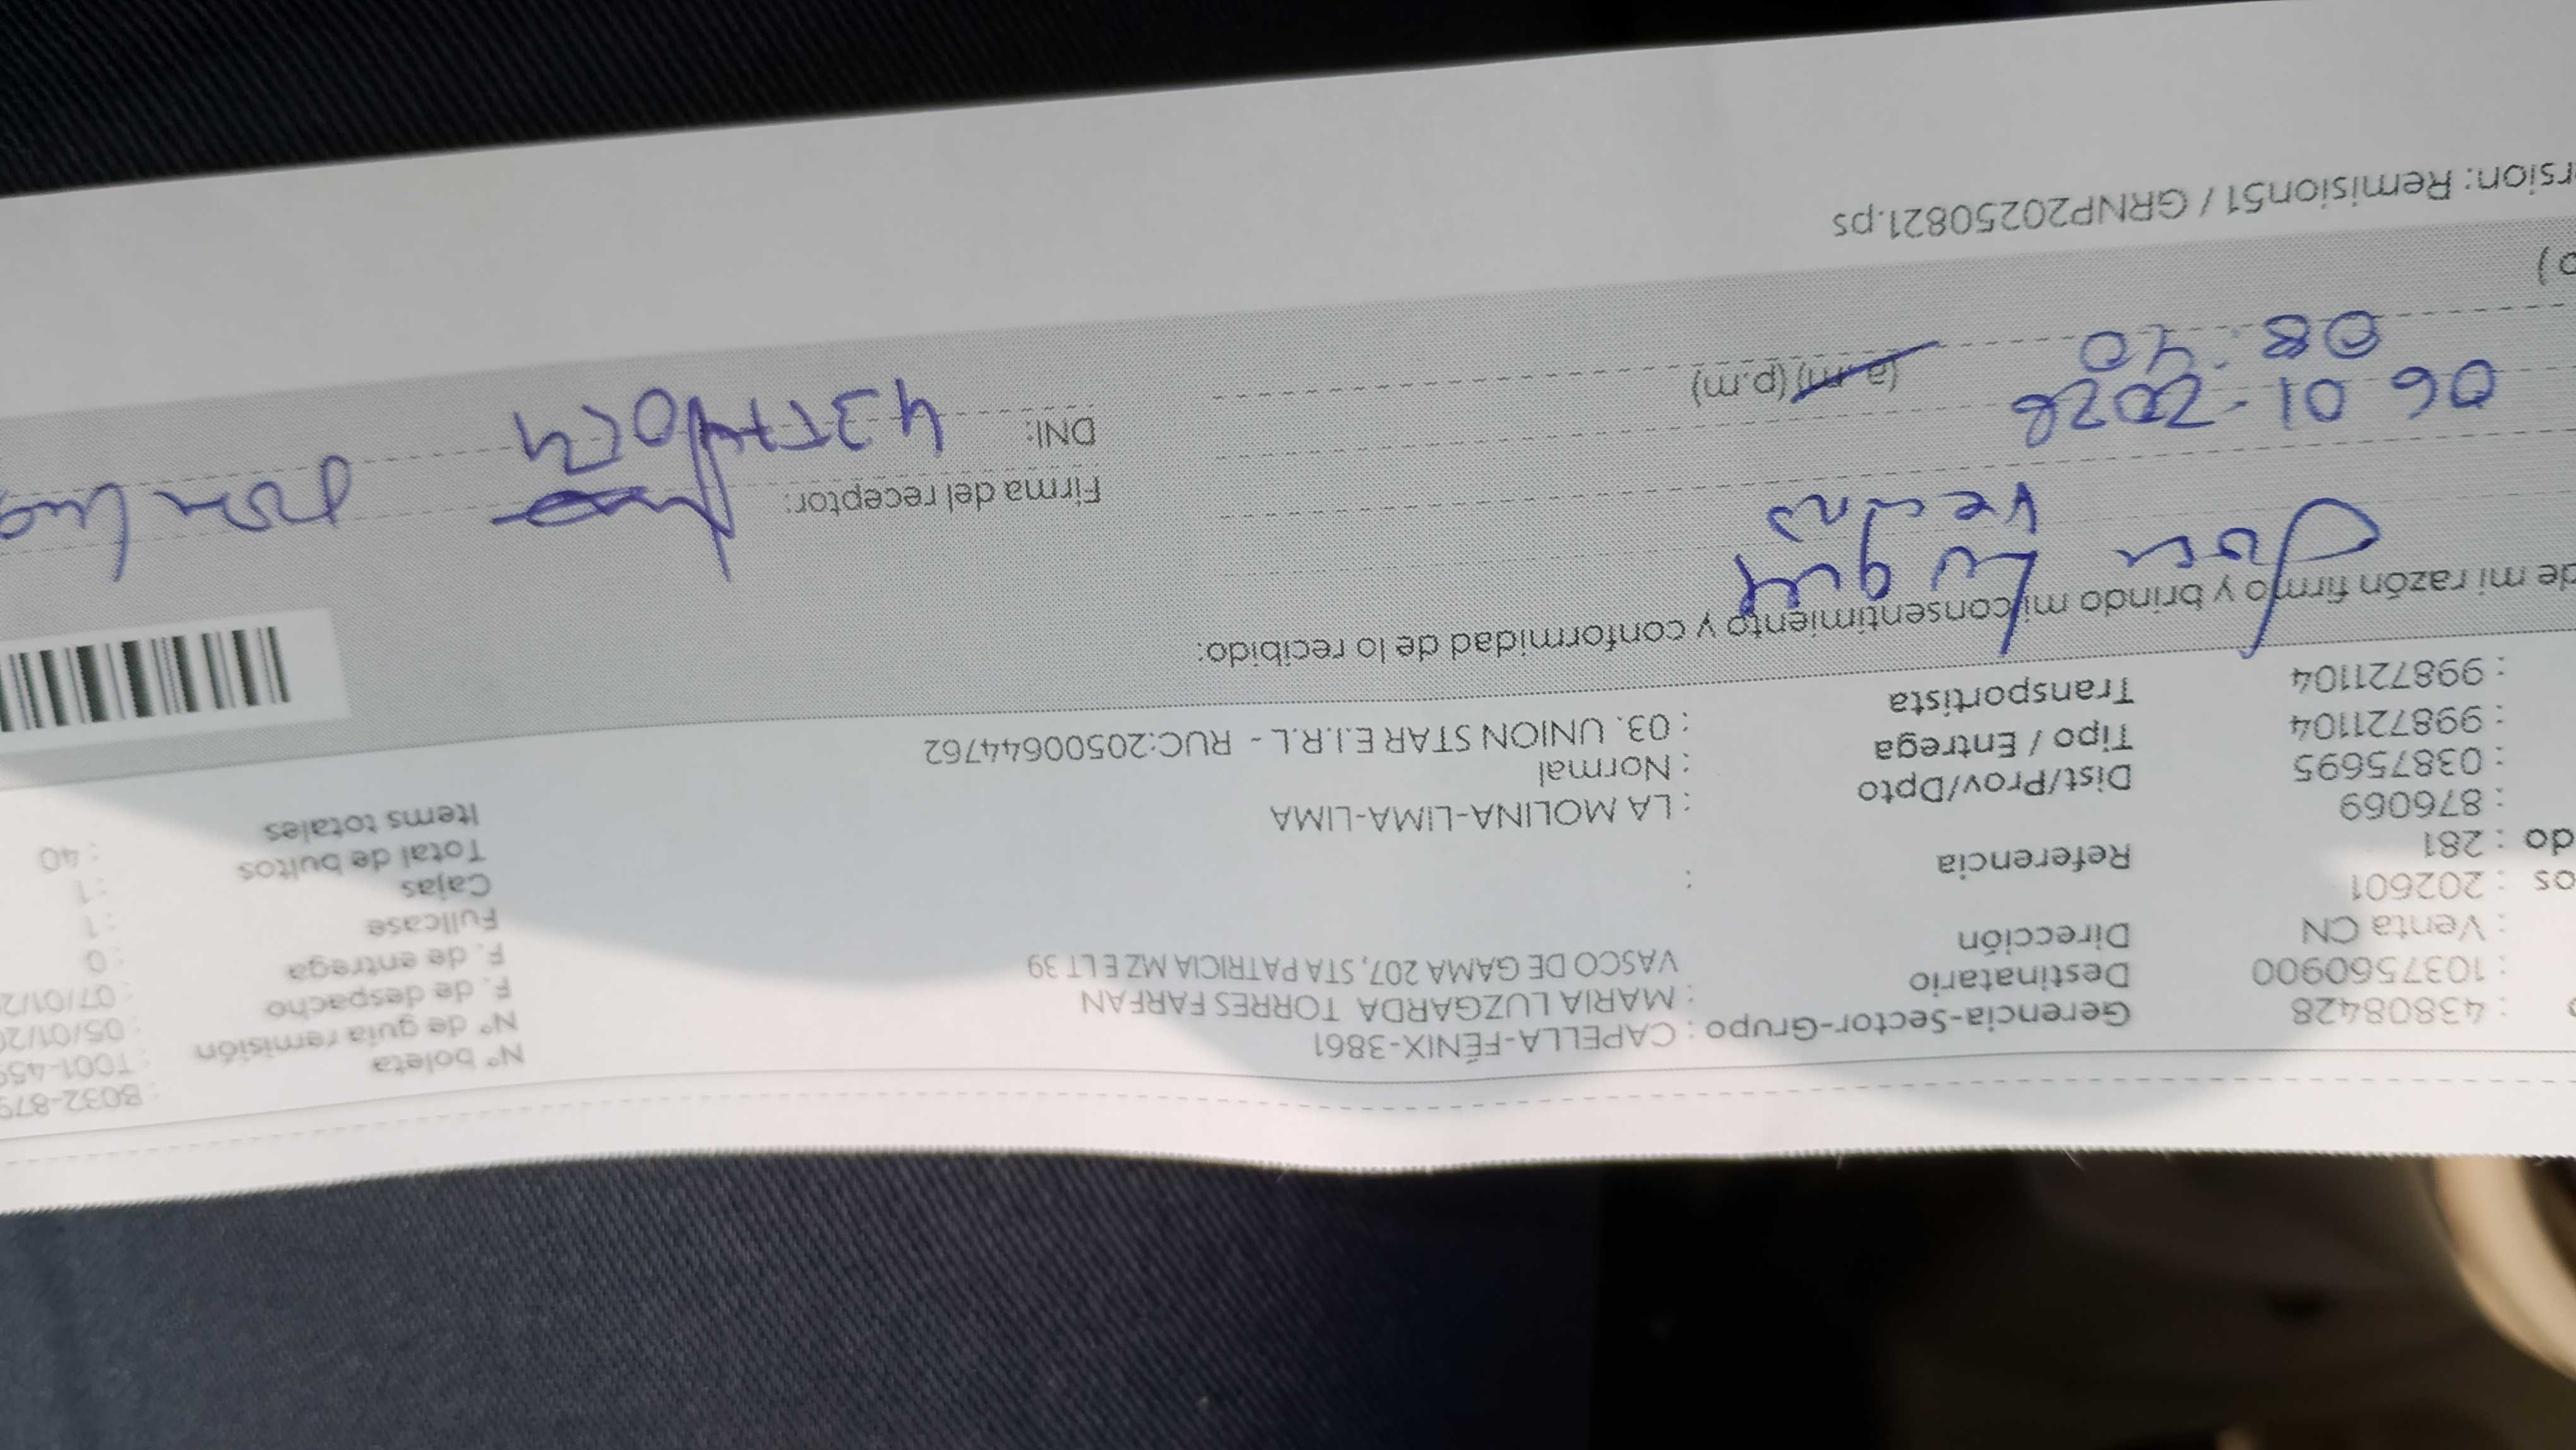 : 43808428 Gerencia-Sector-Grupo : CAPELLA-FÉNIX-3861 N° boleta : B032-879
: 1037560900 Destinatario : MARIA LUZGARDA TORRES FARFAN N° de guía remisión : T001-459
: Venta CN Dirección VASCO DE GAMA 207, STA PATRICIA MZ E LT 39 F. de despacho : 05/01/20
os : 202601 F. de entrega : 07/01/2
do : 281 Referencia : Fullcase : 0
: 876069 Cajas : 1
: 03875695 Dist/Prov/Dpto : LA MOLINA-LIMA-LIMA Total de bultos : 1
: 998721104 Tipo / Entrega : Normal Items totales : 40
: 998721104 Transportista : 03. UNION STAR E.I.R.L - RUC:20500644762
de mi razón firmo y brindo mi consentimiento y conformidad de lo recibido:
Firma del receptor:
06 01-2026 DNI:
08:40 (a.m) (p.m)
o )
rsion: Remision51 / GRNP20250821.ps